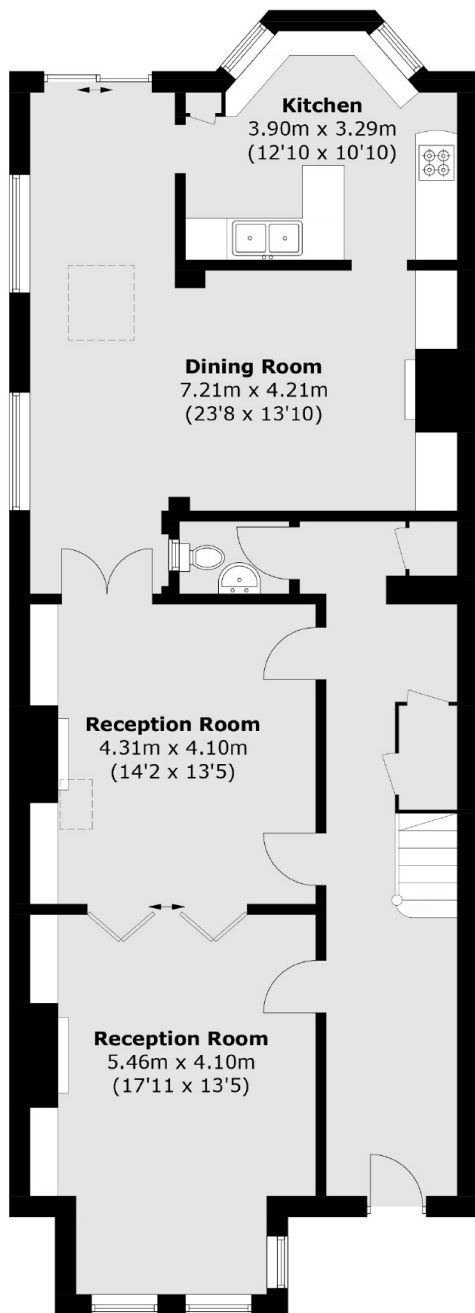 Kitchen
3.90m x 3.29m
(12'10 x 10'10)
Dining Room
7.21m x 4.21m
(23'8 x 13'10)
Reception Room
4.31m x 4.10m
(14'2 x 13'5)
Reception Room
5.46m x 4.10m
(17'11 x 13'5)